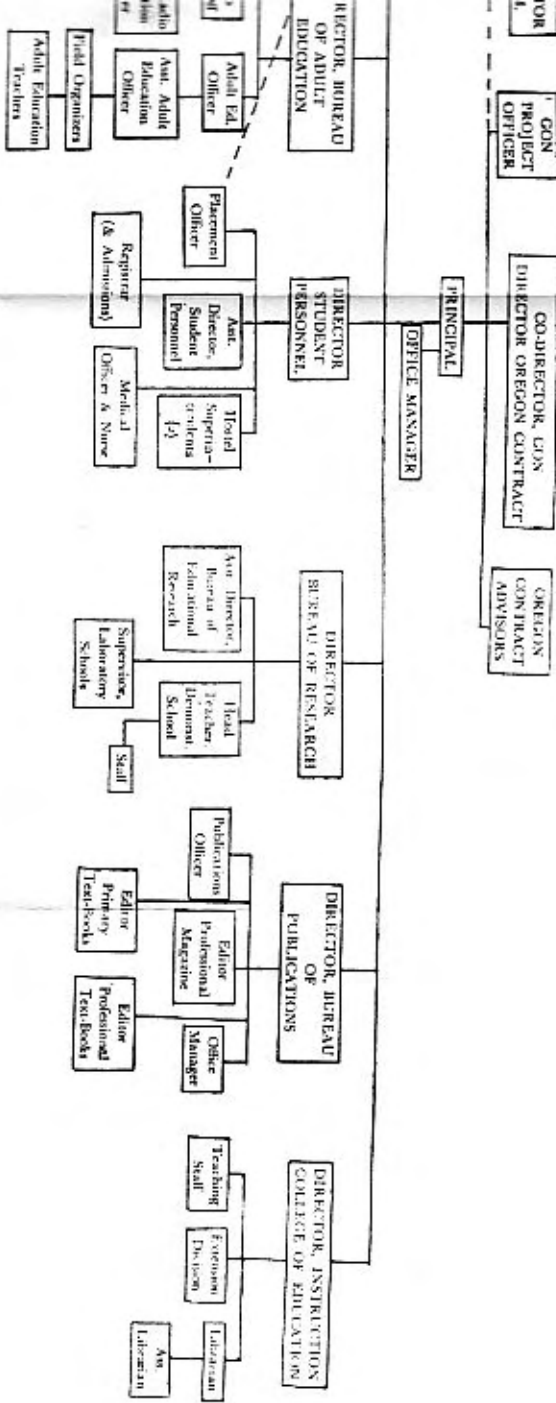 GON
PROJECT
OFFICER
CO-DIRECTOR, GON
DIRECTOR OREGON CONTRACT
OREGON
CONTRACT
ADVISORS
PRINCIPAL
OFFICE MANAGER
BUREAU
OF ADULT
EDUCATION
Adult Ed.
Officer
Asst. Adult
Education
Officer
Field Organizers
Adult Education
Teachers
DIRECTOR
STUDENT
PERSONNEL
Placement
Officer
Registrar
(& Admissions)
Asst.
Director,
Student
Personnel
Hostel
Superin-
tendents
Medical
Officer & Nurse
DIRECTOR
BUREAU OF RESEARCH
Asst. Director,
Bureau of
Educational
Research
Supervisor,
Laboratory
Schools
Head
Teacher,
Demonst.
School
Staff
DIRECTOR, BUREAU
OF
PUBLICATIONS
Publications
Officer
Editor
Primary
Text-Books
Editor
Professional
Magazine
Editor
Professional
Text-Books
Office
Manager
DIRECTOR, INSTRUCTION
COLLEGE OF EDUCATION
Teaching
Staff
Extension
Division
Librarian
Ass.
Librarian